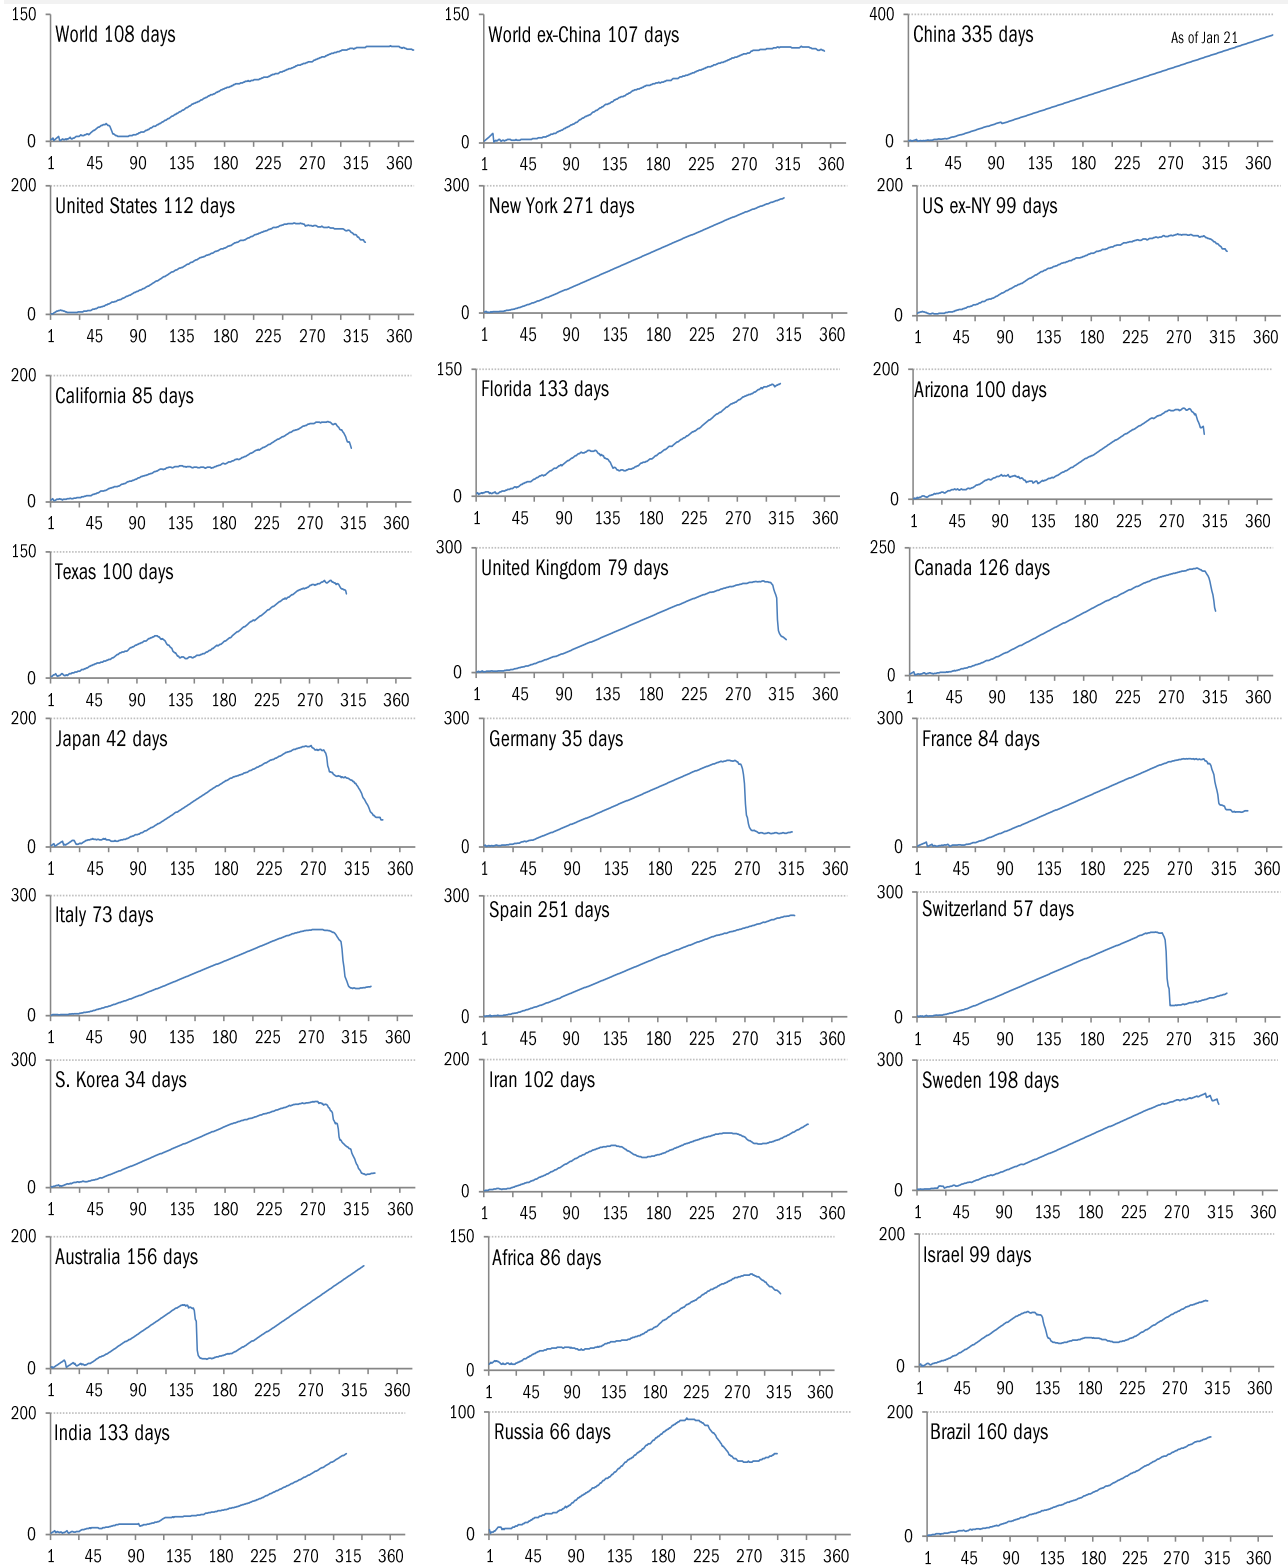 150
World 108 days
0
1 45 90 135 180 225 270 315 360
150
World ex-China 107 days
0
1 45 90 135 180 225 270 315 360
400
China 335 days
As of Jan 21
200
0
1 45 90 135 180 225 270 315 360
200
United States 112 days
0
1 45 90 135 180 225 270 315 360
300
New York 271 days
0
1 45 90 135 180 225 270 315 360
200
US ex-NY 99 days
0
1 45 90 135 180 225 270 315 360
200
California 85 days
0
1 45 90 135 180 225 270 315 360
150
Florida 133 days
0
1 45 90 135 180 225 270 315 360
200
Arizona 100 days
0
1 45 90 135 180 225 270 315 360
150
Texas 100 days
0
1 45 90 135 180 225 270 315 360
300
United Kingdom 79 days
0
1 45 90 135 180 225 270 315 360
250
Canada 126 days
0
1 45 90 135 180 225 270 315 360
200
Japan 42 days
0
1 45 90 135 180 225 270 315 360
300
Germany 35 days
0
1 45 90 135 180 225 270 315 360
300
France 84 days
0
1 45 90 135 180 225 270 315 360
300
Italy 73 days
0
1 45 90 135 180 225 270 315 360
300
Spain 251 days
0
1 45 90 135 180 225 270 315 360
300
Switzerland 57 days
0
1 45 90 135 180 225 270 315 360
300
S. Korea 34 days
0
1 45 90 135 180 225 270 315 360
200
Iran 102 days
0
1 45 90 135 180 225 270 315 360
300
Sweden 198 days
0
1 45 90 135 180 225 270 315 360
200
Australia 156 days
0
1 45 90 135 180 225 270 315 360
150
Africa 86 days
0
1 45 90 135 180 225 270 315 360
200
Israel 99 days
0
1 45 90 135 180 225 270 315 360
200
India 133 days
0
1 45 90 135 180 225 270 315 360
100
Russia 66 days
0
1 45 90 135 180 225 270 315 360
200
Brazil 160 days
0
1 45 90 135 180 225 270 315 360